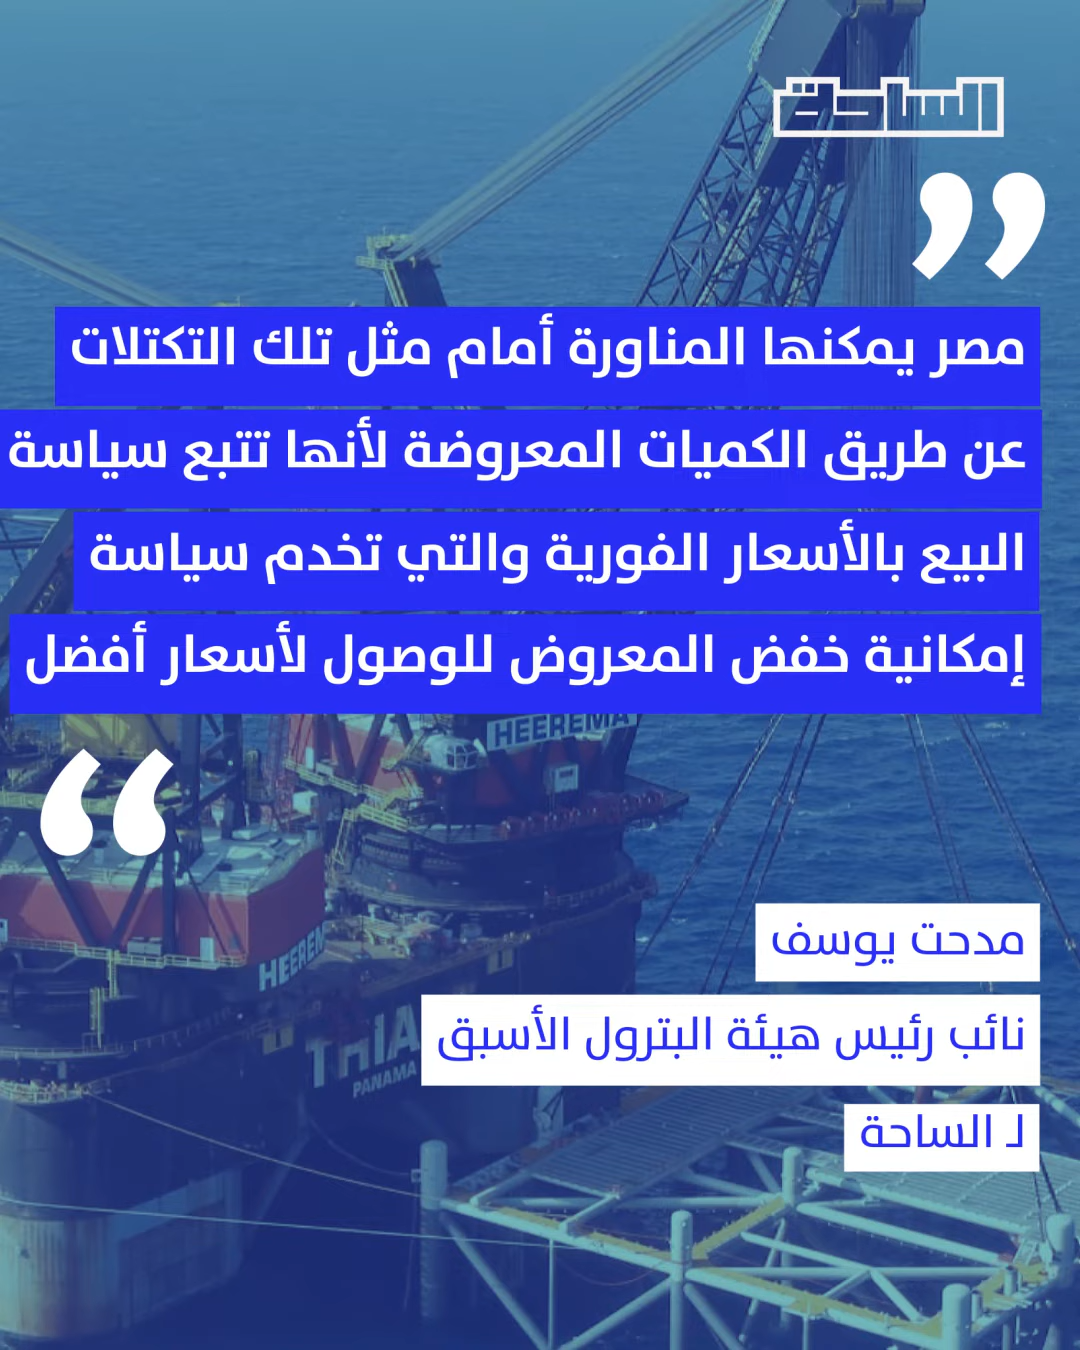 الساحة
مصر يمكنها المناورة أمام مثل تلك التكتلات
عن طريق الكميات المعروضة لأنها تتبع سياسة
البيع بالأسعار الفورية والتي تخدم سياسة
إمكانية خفض المعروض للوصول لأسعار أفضل
HEEREMA
HEEREM
THIA
PANAMA
مدحت يوسف
نائب رئيس هيئة البترول الأسبق
لـ الساحة